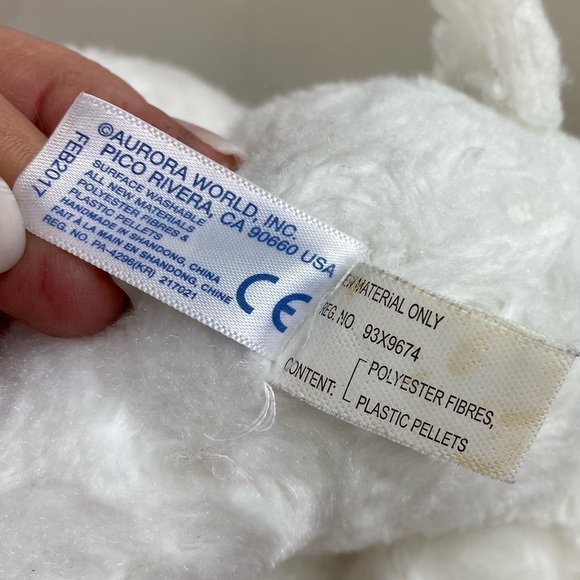 ©AURORA WORLD, INC.
PICO RIVERA, CA 90660 USA
SURFACE WASHABLE
ALL NEW MATERIALS
POLYESTER FIBRES &
PLASTIC PELLETS
HANDMADE IN SHANDONG, CHINA
FAIT À LA MAIN EN SHANDONG, CHINE
REG. NO. PA-4296(KR) 217021
FEB2017
CE
MATERIAL ONLY
REG. NO 93X9674
CONTENT: POLYESTER FIBRES,
PLASTIC PELLETS